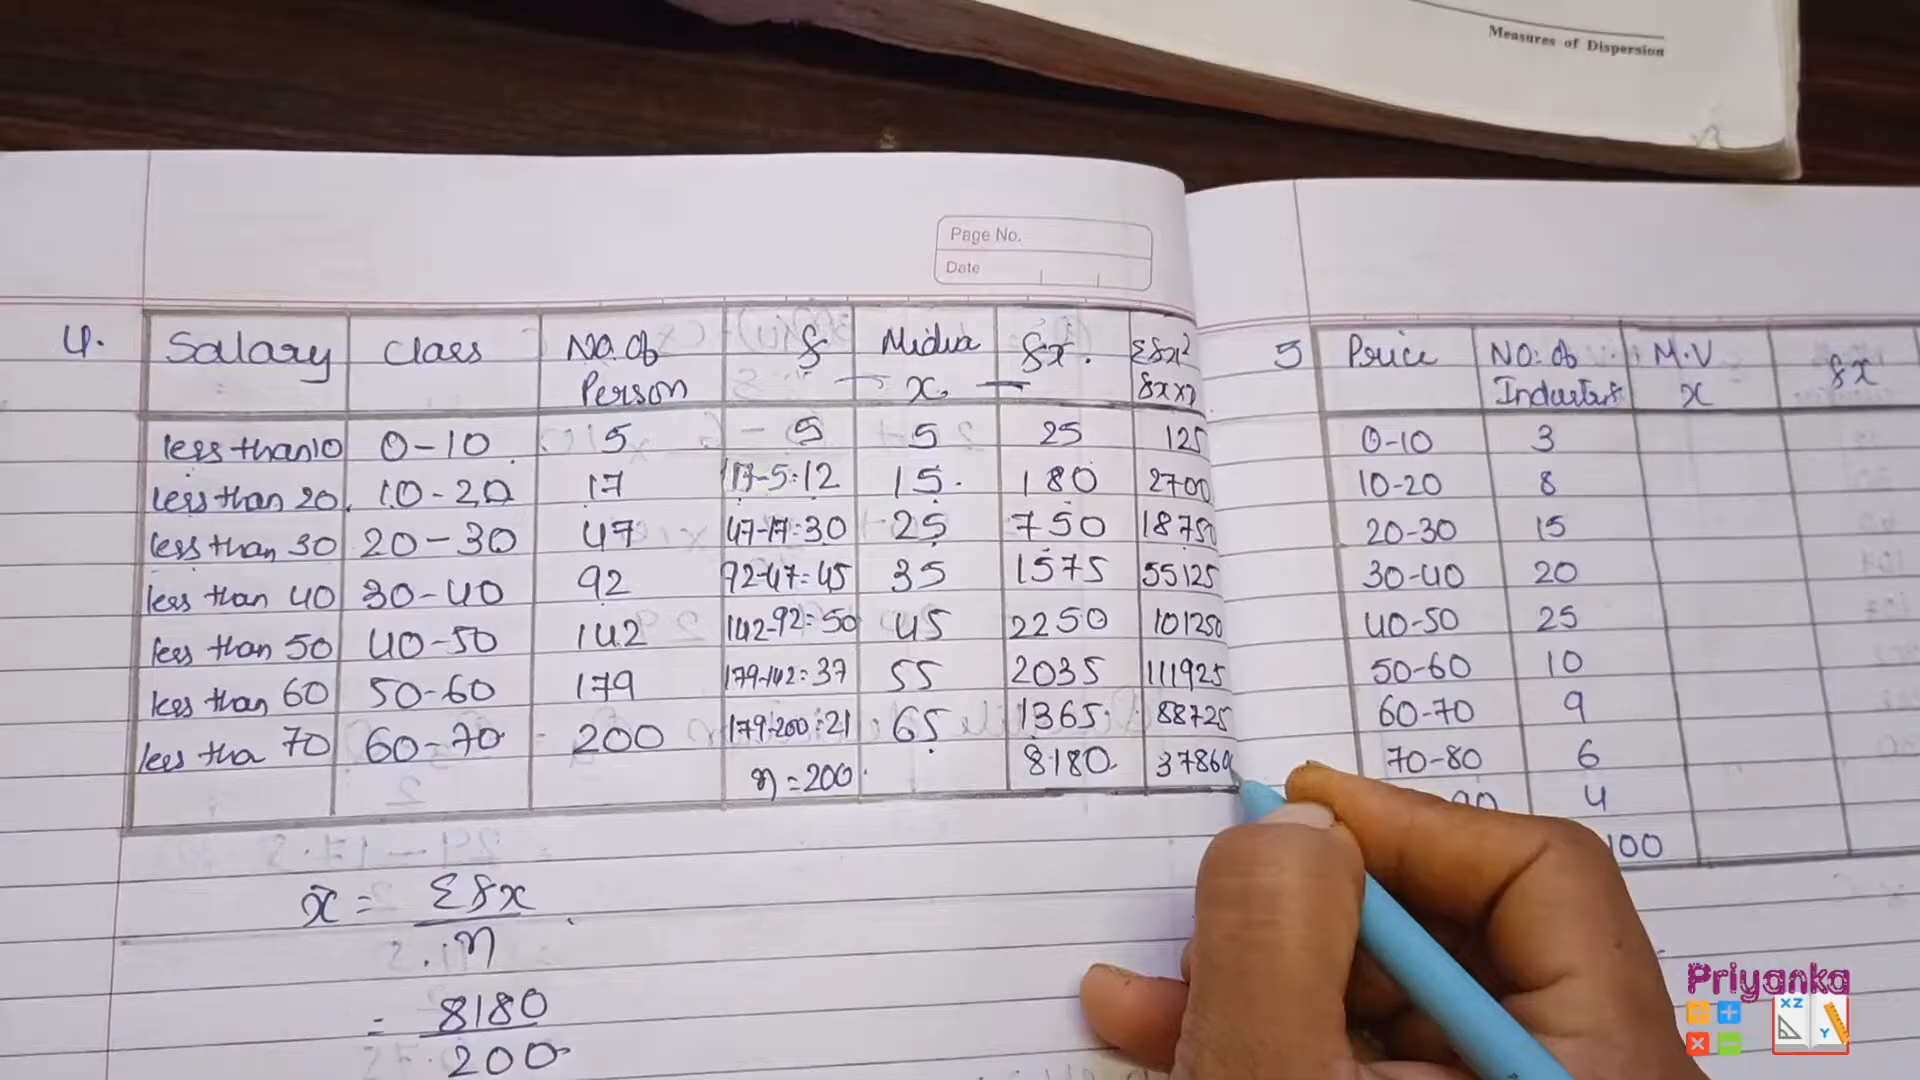 Measures of Dispersion
Page No.
Date
4. Salary Class No. of Person f Midia x fx. Σfx² fx×x
less than 10 0-10 5 5 5 25 125
less than 20 10-20 17 17-5=12 15 180 2700
less than 30 20-30 47 47-17=30 25 750 18750
less than 40 30-40 92 92-47=45 35 1575 55125
less than 50 40-50 142 142-92=50 45 2250 101250
less than 60 50-60 179 179-142=37 55 2035 111925
less tha 70 60-70 200 179-200=21 65 1365 88725
n=200 8180 37860
x̄ = Σfx
n
= 8180
200
5 Price No: of M.V x fx
0-10 3
10-20 8
20-30 15
30-40 20
40-50 25
50-60 10
60-70 9
70-80 6
90 4
100
Priyanka
XZ
Y